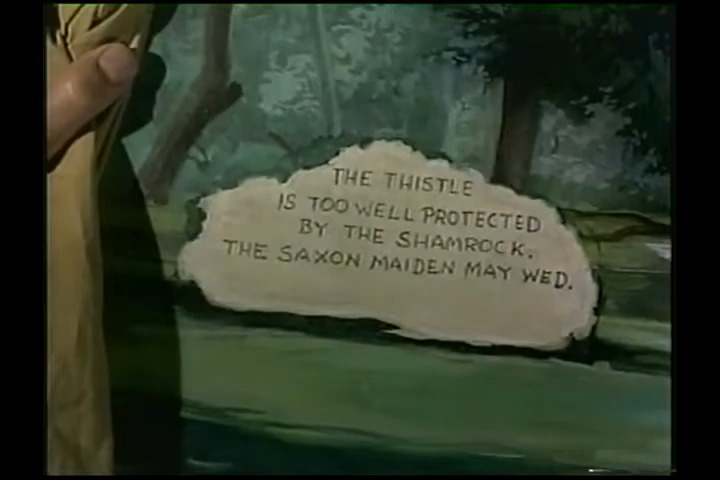 THE THISTLE
IS TOO WELL PROTECTED
BY THE SHAMROCK.
THE SAXON MAIDEN MAY WED.